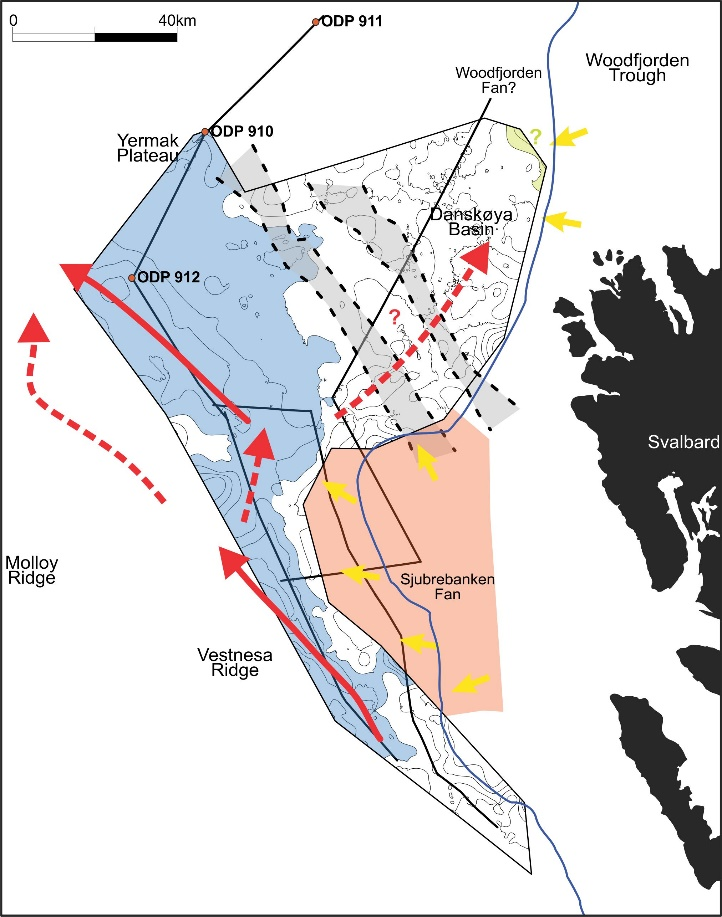 0 40km
ODP 911
Woodfjorden
Trough
Woodfjorden
Fan?
ODP 910
Yermak
Plateau
?
Danskøya
Basin
ODP 912
?
Svalbard
Molloy
Ridge
Sjubrebanken
Fan
Vestnesa
Ridge